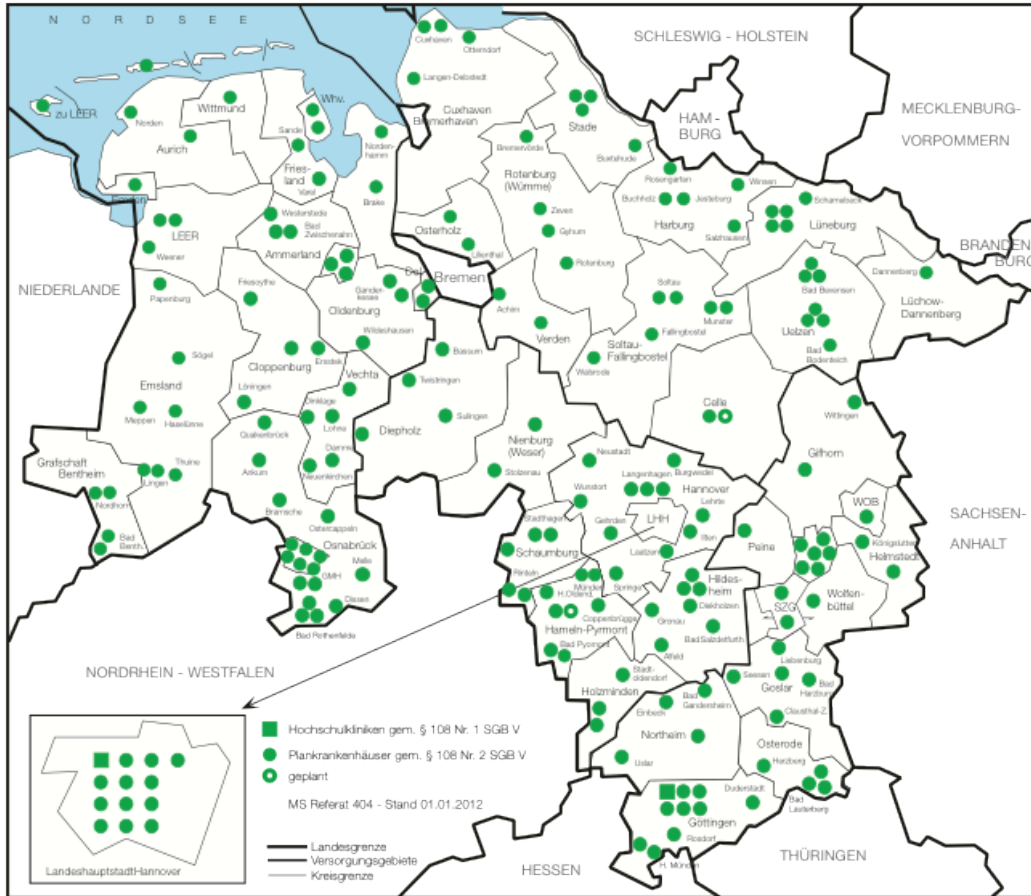 N O R D S E E
SCHLESWIG - HOLSTEIN
MECKLENBURG-
VORPOMMERN
HAM -
BURG
BRANDEN
BURG
NIEDERLANDE
SACHSEN-
ANHALT
NORDRHEIN - WESTFALEN
HESSEN
THÜRINGEN
Cuxhaven
Otterndorf
Langen-Debstedt
Cuxhaven
Bremerhaven
zu LEER
Norden
Wittmund
Whv.
Aurich
Sande
Fries-
land
Varel
Norden-
hamm
Brake
Stade
Buxtehude
Bremervörde
Rotenburg
(Wümme)
Zeven
Gyhum
Rotenburg
Rosengarten
Buchholz
Jesteburg
Winsen
Harburg
Salzhausen
Scharnebeck
Lüneburg
Dannenberg
Lüchow-
Dannenberg
LEER
Weener
Westerstede
Bad
Zwischenahn
Ammerland
Osterholz
Lilienthal
Bremen
Papenburg
Friesoythe
Gander-
kesee
Oldenburg
Wildeshausen
Achim
Verden
Soltau
Munster
Soltau-
Fallingbostel
Fallingbostel
Walsrode
Bad Bevensen
Uelzen
Bad
Bodenteich
Sögel
Emsland
Meppen
Haselünne
Cloppenburg
Emstek
Löningen
Vechta
Dinklage
Lohne
Damme
Neuenkirchen
Bassum
Twistringen
Sulingen
Diepholz
Nienburg
(Weser)
Stolzenau
Celle
Wittingen
Gifhorn
Grafschaft
Bentheim
Nordhorn
Bad
Benth.
Lingen
Thuine
Quakenbrück
Ankum
Bramsche
Ostercappeln
Osnabrück
GMH
Melle
Dissen
Bad Rothenfelde
Neustadt
Burgwedel
Langenhagen
Hannover
Wunstorf
Lehrte
LHH
Gehrden
Ilten
Laatzen
Springe
Stadthagen
Schaumburg
Rinteln
Münder
H.Oldend.
Coppenbrügge
Hameln-Pyrmont
Bad Pyrmont
Peine
WOB
Königslutter
Helmstedt
Wolfen-
büttel
SZG
Hildes-
heim
Diekholzen
Gronau
Bad Salzdetfurth
Alfeld
Liebenburg
Seesen
Goslar
Bad
Harzburg
Clausthal-Z.
Stadt-
oldendorf
Holzminden
Bad
Gandersheim
Einbeck
Northeim
Uslar
Osterode
Herzberg
Bad
Lauterberg
Duderstadt
Göttingen
Rosdorf
H. Münden
Hochschulkliniken gem. § 108 Nr. 1 SGB V
Plankrankenhäuser gem. § 108 Nr. 2 SGB V
geplant
MS Referat 404 - Stand 01.01.2012
Landesgrenze
Versorgungsgebiete
Kreisgrenze
LandeshauptstadtHannover